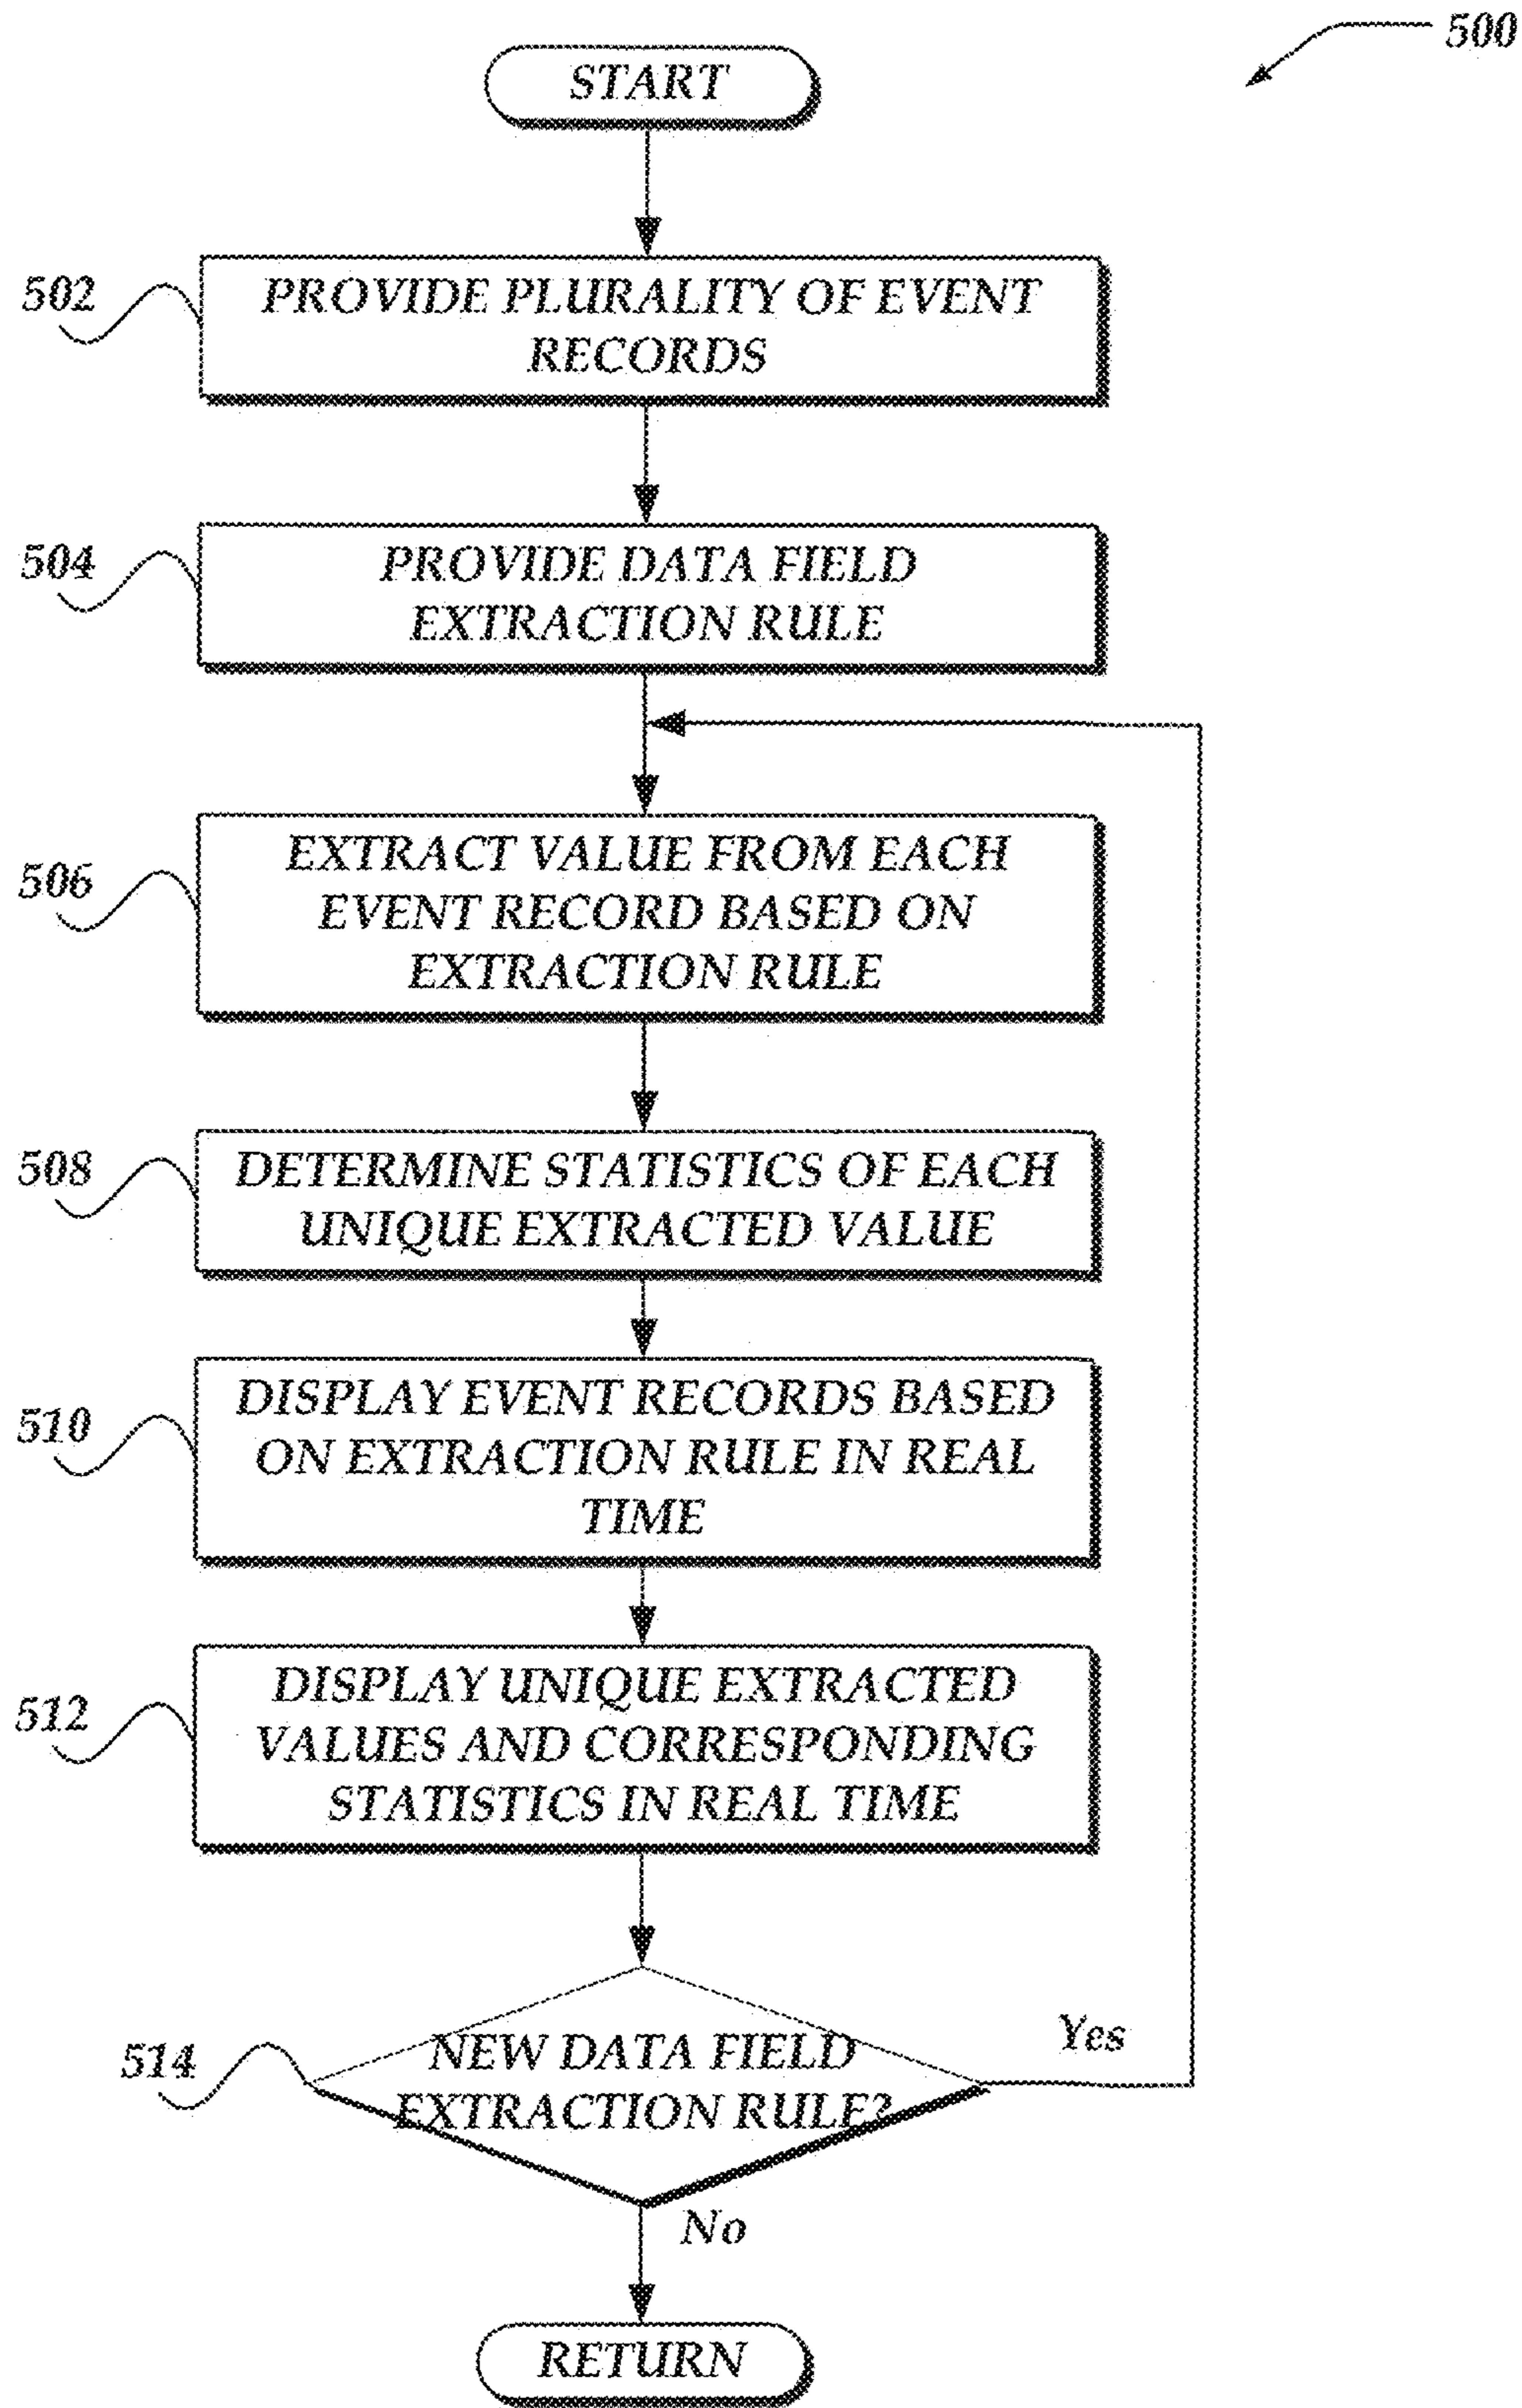 500
START
502
PROVIDE PLURALITY OF EVENT
RECORDS
504
PROVIDE DATA FIELD
EXTRACTION RULE
506
EXTRACT VALUE FROM EACH
EVENT RECORD BASED ON
EXTRACTION RULE
508
DETERMINE STATISTICS OF EACH
UNIQUE EXTRACTED VALUE
510
DISPLAY EVENT RECORDS BASED
ON EXTRACTION RULE IN REAL
TIME
512
DISPLAY UNIQUE EXTRACTED
VALUES AND CORRESPONDING
STATISTICS IN REAL TIME
514
NEW DATA FIELD
EXTRACTION RULE?
Yes
No
RETURN